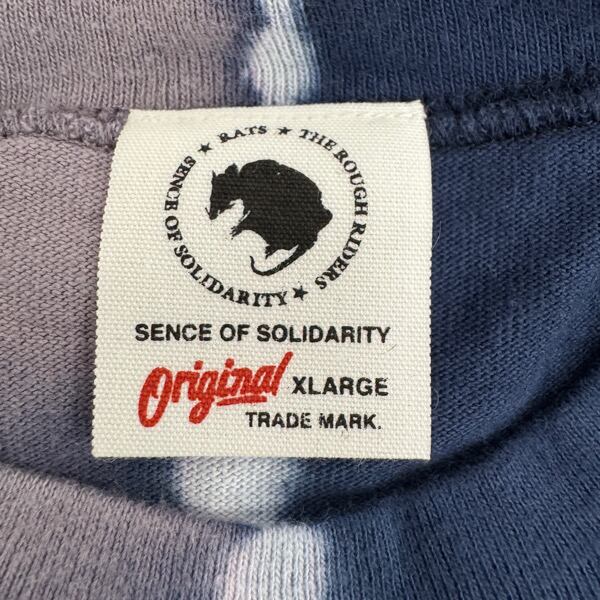 ★ RATS ★ THE ROUGH RIDERS ★ SENCE OF SOLIDARITY
SENCE OF SOLIDARITY
Original XLARGE
TRADE MARK.